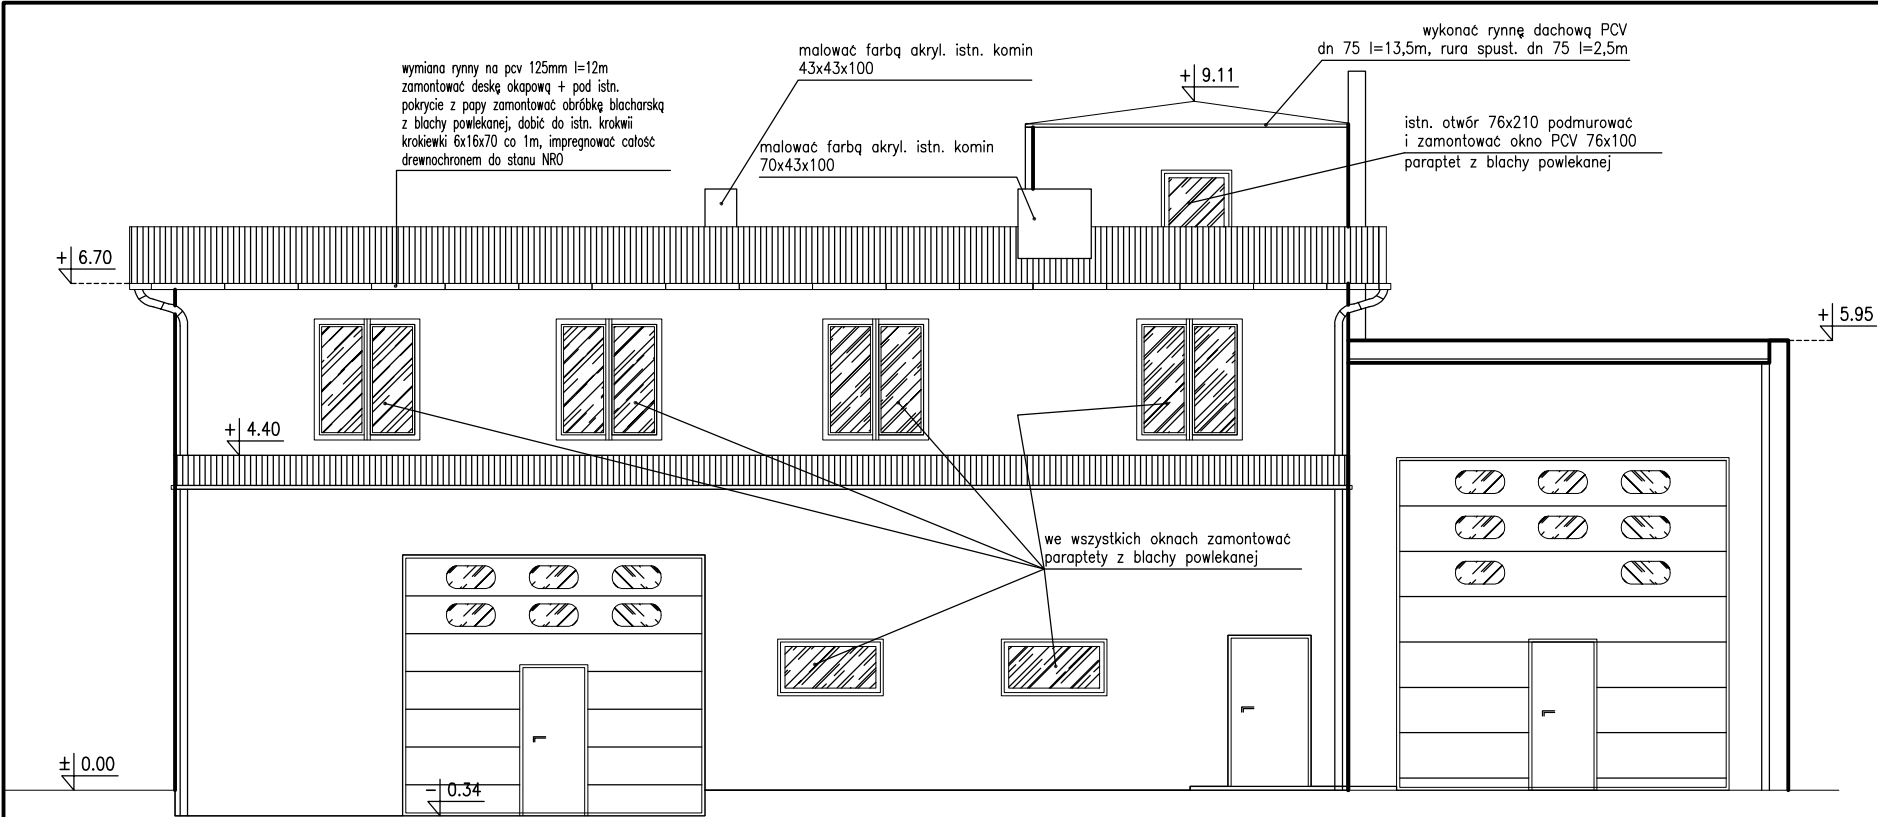 wykonać rynnę dachową PCV
dn 75 l=13,5m, rura spust. dn 75 l=2,5m
malować farbą akryl. istn. komin
43x43x100
wymiana rynny na pcv 125mm l=12m
zamontować deskę okapową + pod istn.
pokrycie z papy zamontować obróbkę blacharską
z blachy powlekanej, dobić do istn. krokwii
krokiewki 6x16x70 co 1m, impregnować całość
drewnochronem do stanu NRO
+ 9.11
istn. otwór 76x210 podmurować
i zamontować okno PCV 76x100
paraptet z blachy powlekanej
malować farbą akryl. istn. komin
70x43x100
+ 6.70
+ 5.95
+ 4.40
we wszystkich oknach zamontować
paraptety z blachy powlekanej
± 0.00
- 0.34